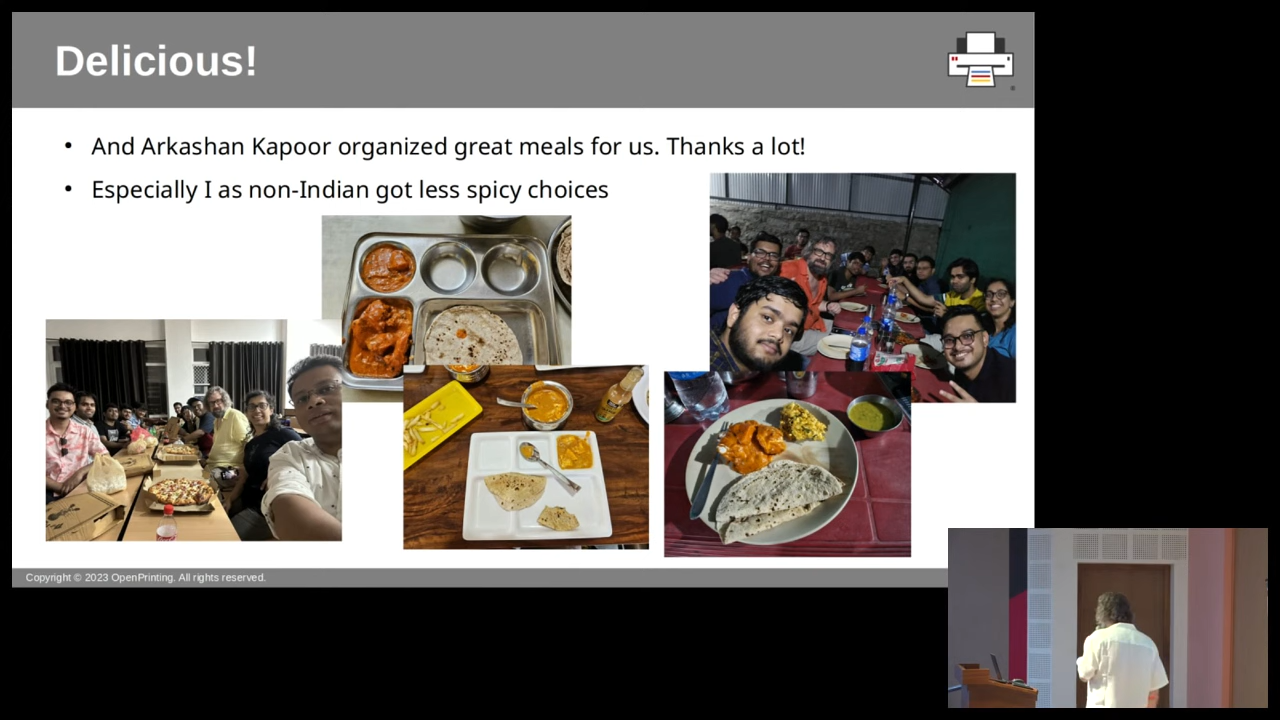 Delicious!
And Arkashan Kapoor organized great meals for us. Thanks a lot!
Especially I as non-Indian got less spicy choices
Copyright © 2023 OpenPrinting. All rights reserved.